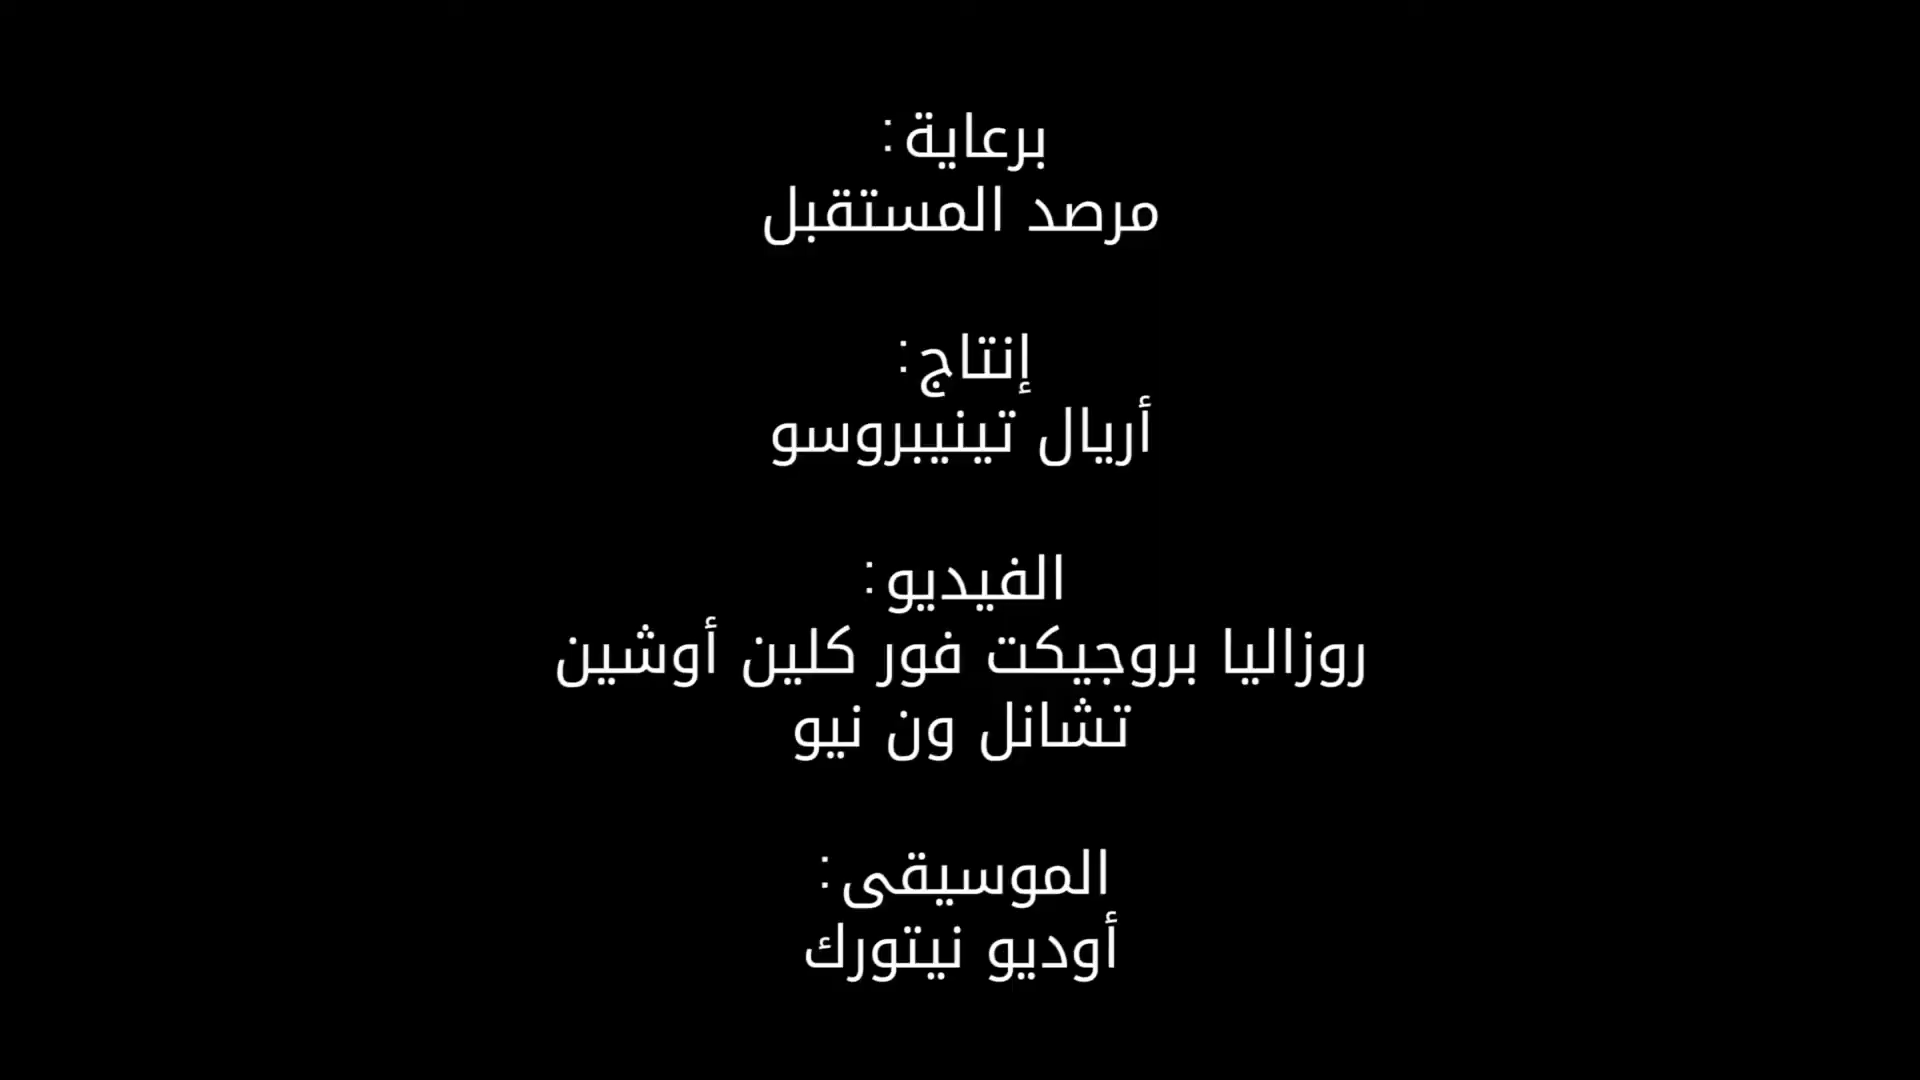 برعاية:
مرصد المستقبل
إنتاج:
أريال تينيبروسو
الفيديو:
روزاليا بروجيكت فور كلين أوشين
تشانل ون نيو
الموسيقى:
أوديو نيتورك